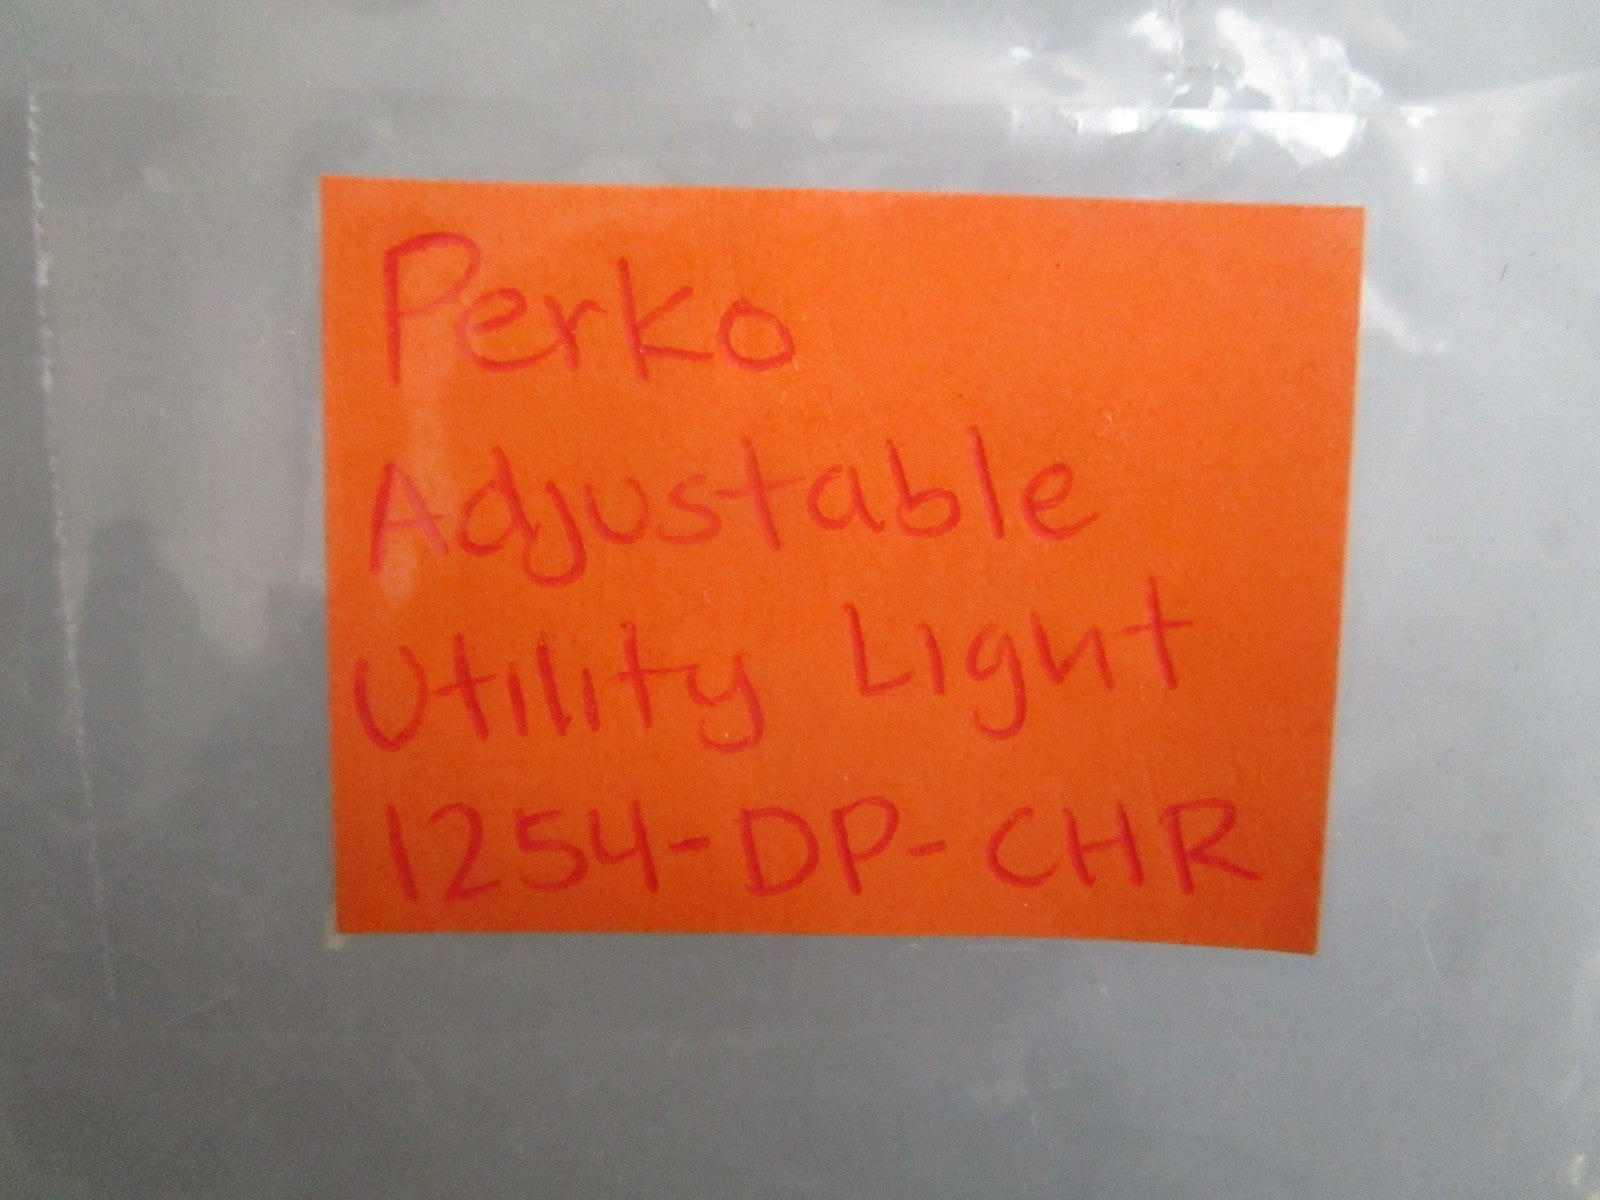 Perko
Adjustable
Utility Light
1254-DP-CHR